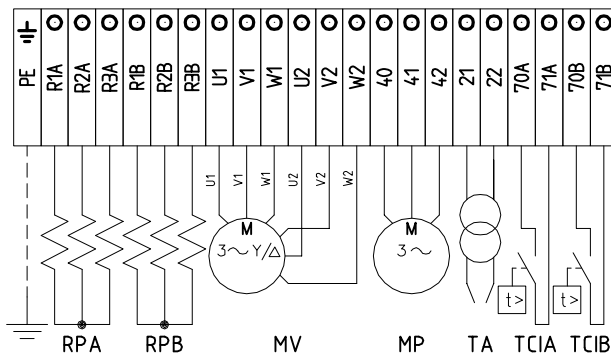 PE R1A R2A R3A R1B R2B R3B U1 V1 W1 U2 V2 W2 40 41 42 21 22 70A 71A 70B 71B
U1 V1 W1 U2 V2 W2
M M
3~Y/△ 3~
t> t>
RPA RPB MV MP TA TCIA TCIB